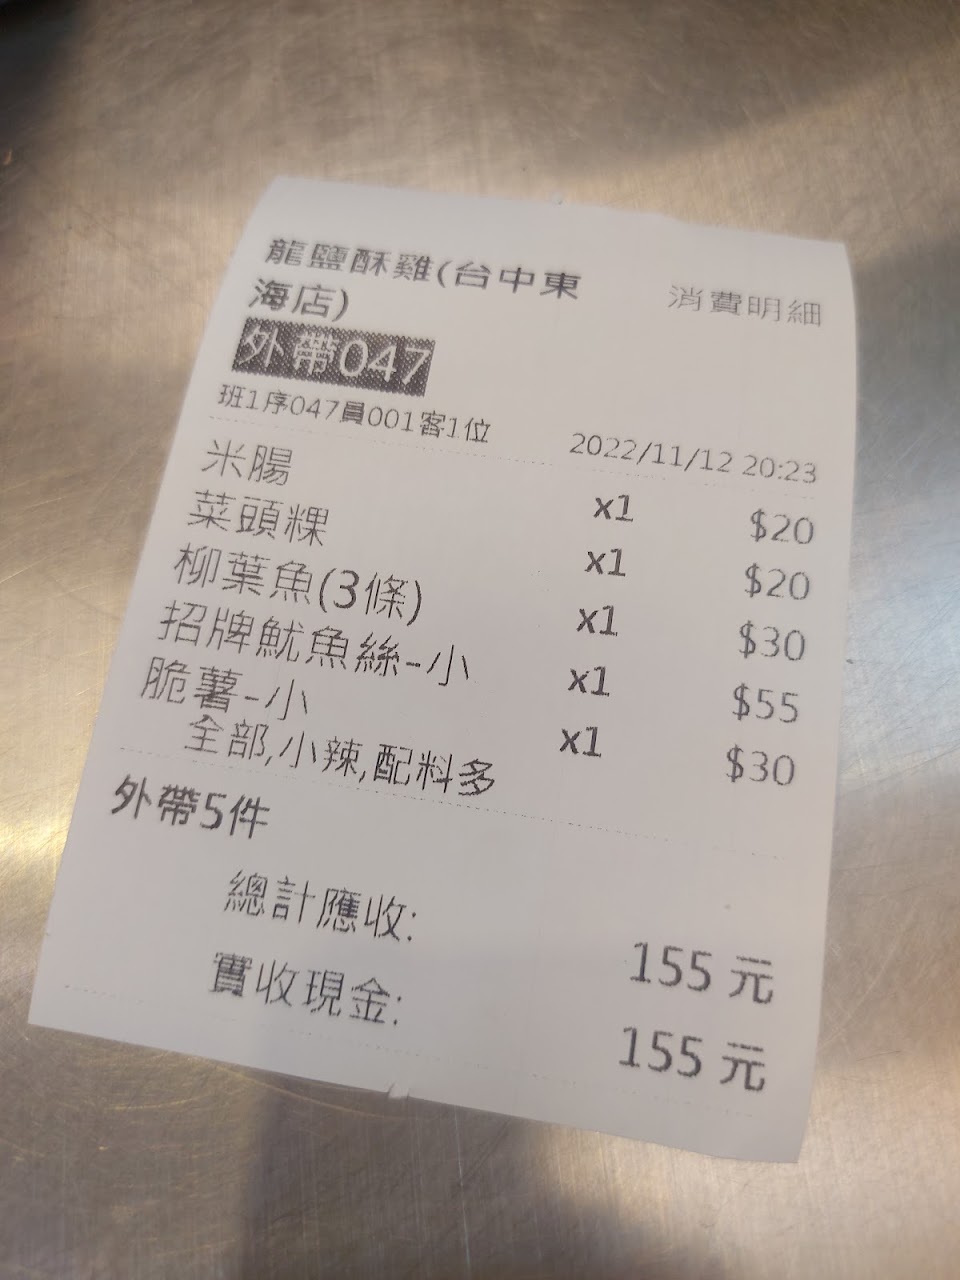 龍鹽酥雞(台中東
海店)
消費明細
外帶047
班1序047員001客1位
2022/11/12 20:23
米腸 x1 $20
菜頭粿 x1 $20
柳葉魚(3條) x1 $30
招牌魷魚絲-小 x1 $55
脆薯-小 x1 $30
全部,小辣,配料多
外帶5件
總計應收: 155 元
實收現金: 155 元